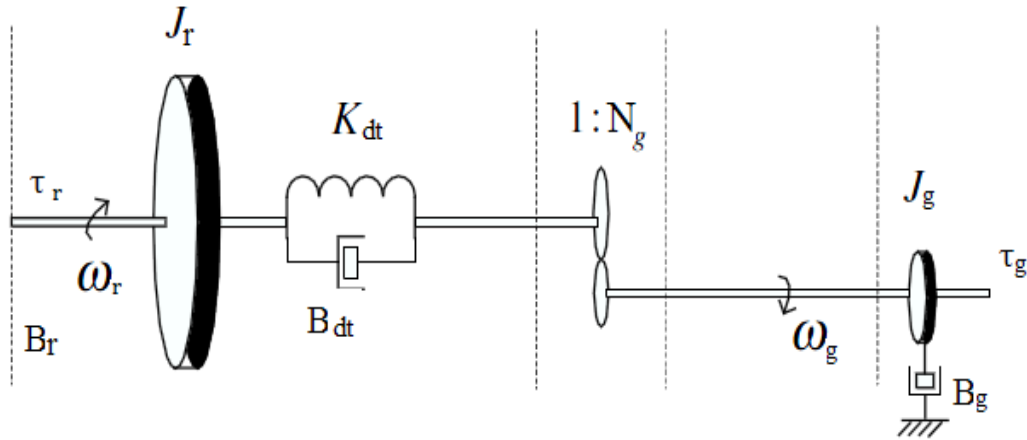 J_r
K_dt
1 : N_g
τ_r
J_g
τ_g
ω_r
B_dt
B_r
ω_g
B_g